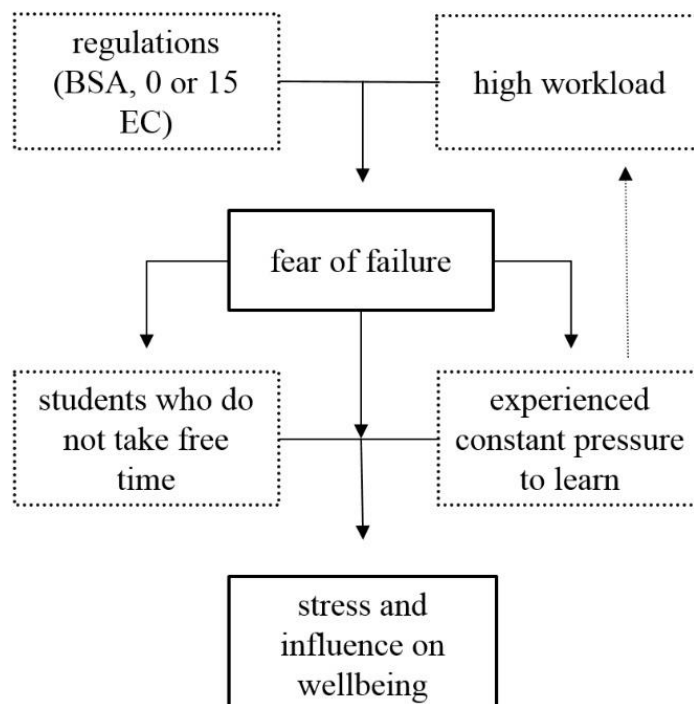 regulations
(BSA, 0 or 15
EC)
high workload
fear of failure
students who do
not take free
time
experienced
constant pressure
to learn
stress and
influence on
wellbeing